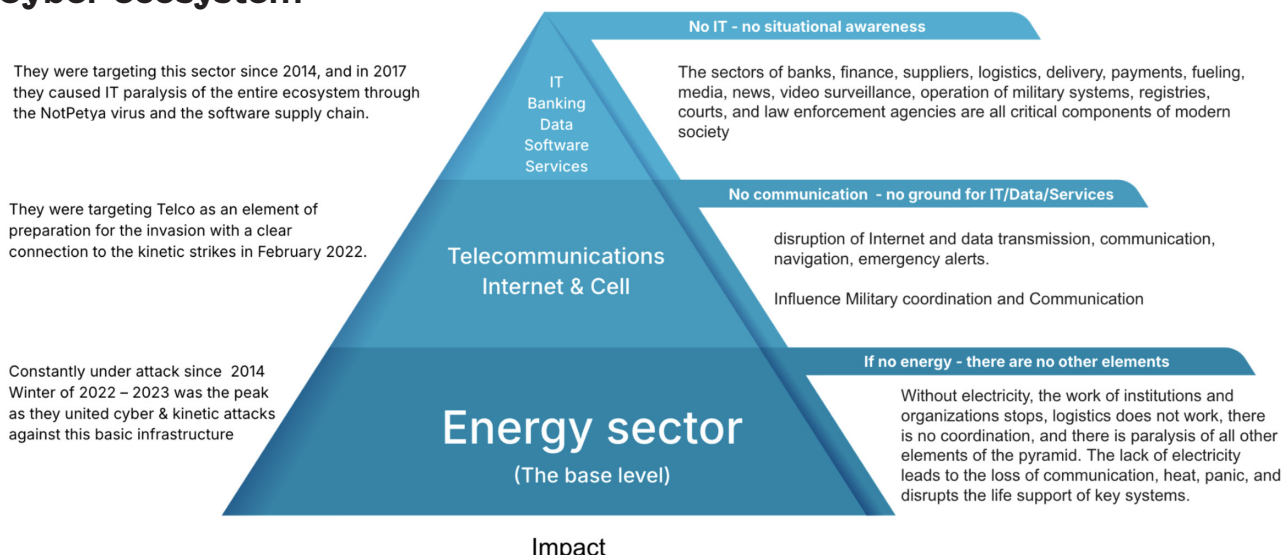 Cyber ecosystem
No IT - no situational awareness
They were targeting this sector since 2014, and in 2017
they caused IT paralysis of the entire ecosystem through
the NotPetya virus and the software supply chain.
IT
Banking
Data
Software
Services
The sectors of banks, finance, suppliers, logistics, delivery, payments, fueling,
media, news, video surveillance, operation of military systems, registries,
courts, and law enforcement agencies are all critical components of modern
society
No communication - no ground for IT/Data/Services
They were targeting Telco as an element of
preparation for the invasion with a clear
connection to the kinetic strikes in February 2022.
Telecommunications
Internet & Cell
disruption of Internet and data transmission, communication,
navigation, emergency alerts.
Influence Military coordination and Communication
If no energy - there are no other elements
Constantly under attack since 2014
Winter of 2022 – 2023 was the peak
as they united cyber & kinetic attacks
against this basic infrastructure
Energy sector
(The base level)
Without electricity, the work of institutions and
organizations stops, logistics does not work, there
is no coordination, and there is paralysis of all other
elements of the pyramid. The lack of electricity
leads to the loss of communication, heat, panic, and
disrupts the life support of key systems.
Impact